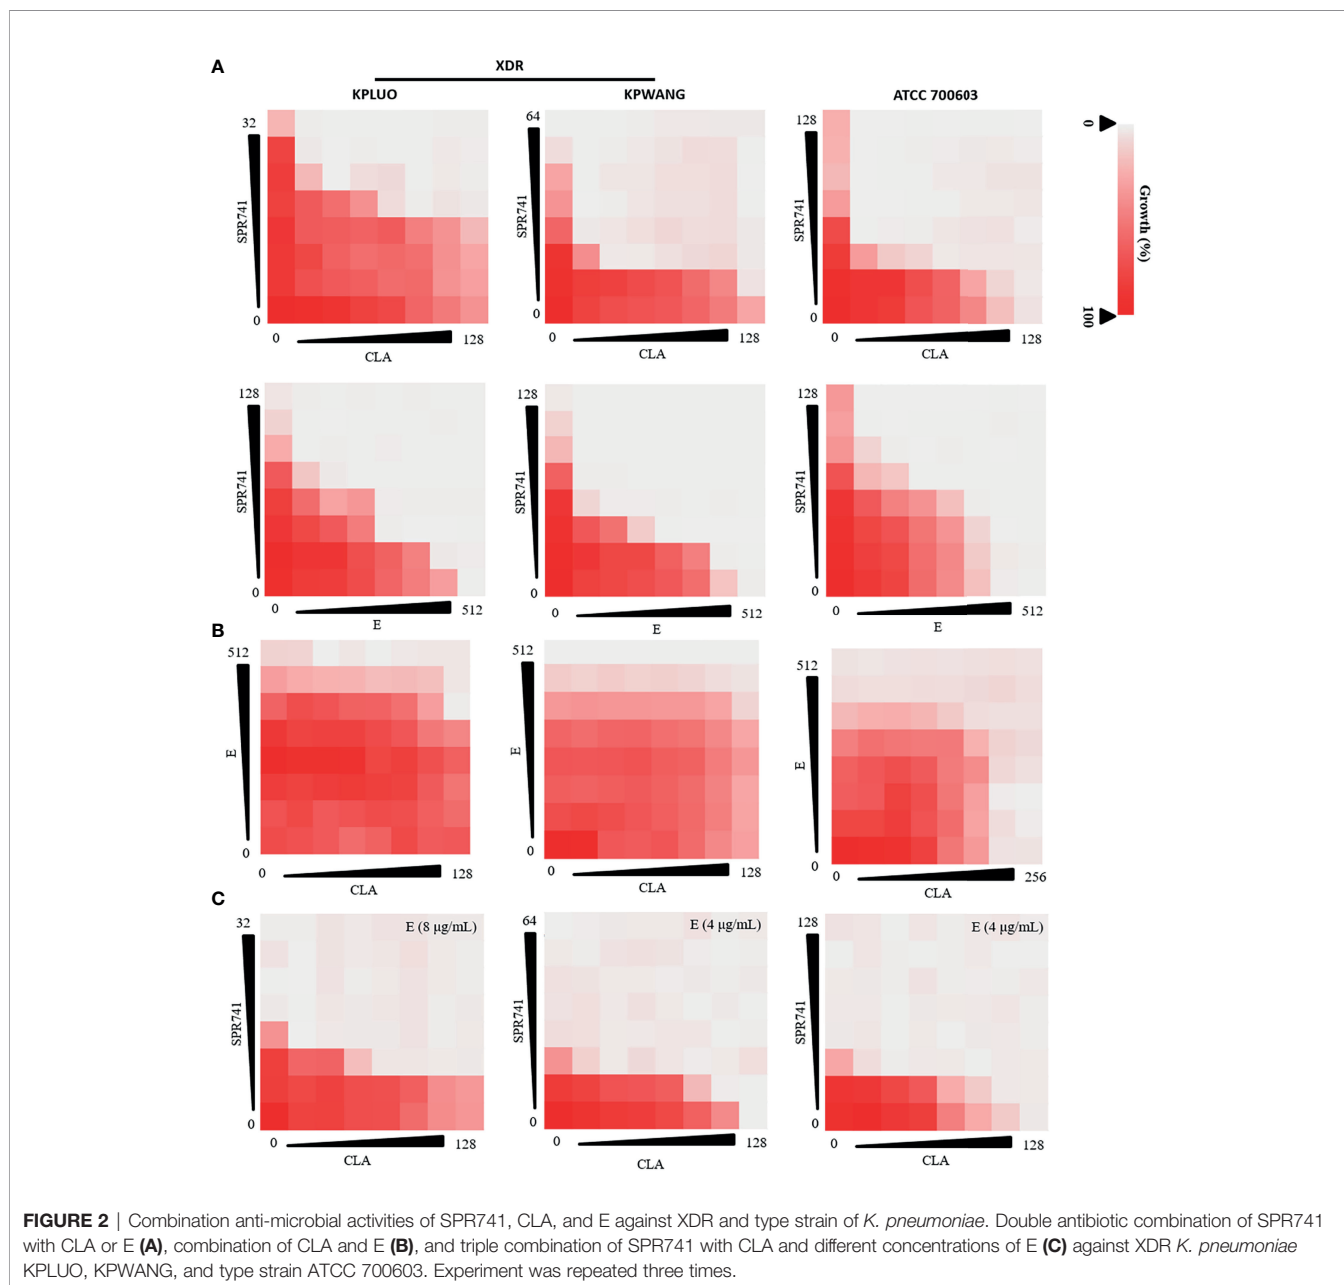 A
XDR
KPLUO KPWANG ATCC 700603
32 64 128 0
SPR741 SPR741 SPR741 Growth (%)
0 0 0 100
0 128 0 128 0 128
CLA CLA CLA
128 128 128
SPR741 SPR741 SPR741
0 0 0
0 512 0 512 0 512
E E E
B
512 512 512
E E E
0 0 0
0 128 0 128 0 256
CLA CLA CLA
C
32 E (8 μg/mL) 64 E (4 μg/mL) 128 E (4 μg/mL)
SPR741 SPR741 SPR741
0 0 0
0 128 0 128 0 128
CLA CLA CLA
FIGURE 2 | Combination anti-microbial activities of SPR741, CLA, and E against XDR and type strain of K. pneumoniae. Double antibiotic combination of SPR741
with CLA or E (A), combination of CLA and E (B), and triple combination of SPR741 with CLA and different concentrations of E (C) against XDR K. pneumoniae
KPLUO, KPWANG, and type strain ATCC 700603. Experiment was repeated three times.